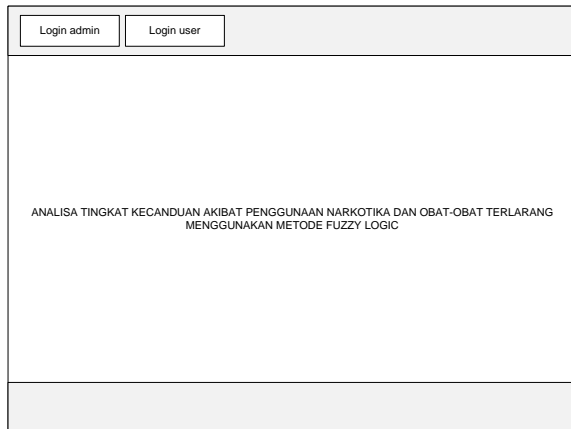 Login admin
Login user
ANALISA TINGKAT KECANDUAN AKIBAT PENGGUNAAN NARKOTIKA DAN OBAT-OBAT TERLARANG
MENGGUNAKAN METODE FUZZY LOGIC